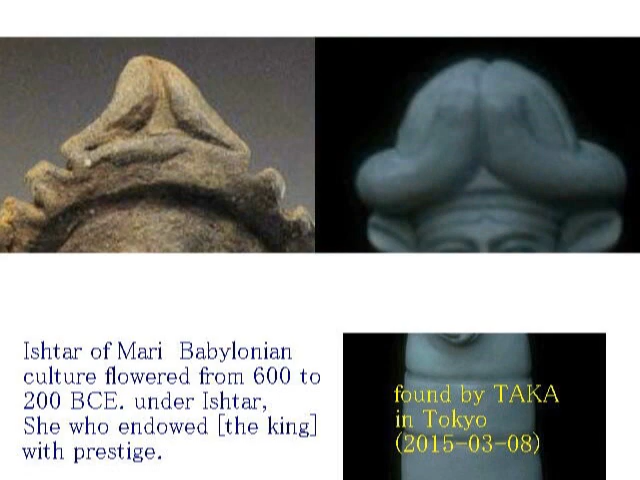 Ishtar of Mari  Babylonian
culture flowered from 600 to
200 BCE. under Ishtar,
She who endowed [the king]
with prestige.
found by TAKA
in Tokyo
(2015-03-08)